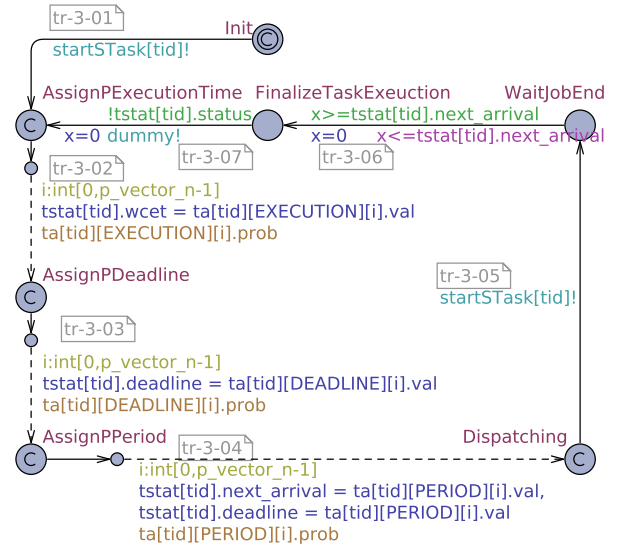 tr-3-01
Init
startSTask[tid]!
AssignPExecutionTime
FinalizeTaskExeuction
WaitJobEnd
!tstat[tid].status
x>=tstat[tid].next_arrival
x=0 dummy!
x=0
x<=tstat[tid].next_arrival
tr-3-07
tr-3-06
tr-3-02
i:int[0,p_vector_n-1]
tstat[tid].wcet = ta[tid][EXECUTION][i].val
ta[tid][EXECUTION][i].prob
AssignPDeadline
tr-3-05
startSTask[tid]!
tr-3-03
i:int[0,p_vector_n-1]
tstat[tid].deadline = ta[tid][DEADLINE][i].val
ta[tid][DEADLINE][i].prob
AssignPPeriod
tr-3-04
Dispatching
i:int[0,p_vector_n-1]
tstat[tid].next_arrival = ta[tid][PERIOD][i].val,
tstat[tid].deadline = ta[tid][PERIOD][i].val
ta[tid][PERIOD][i].prob